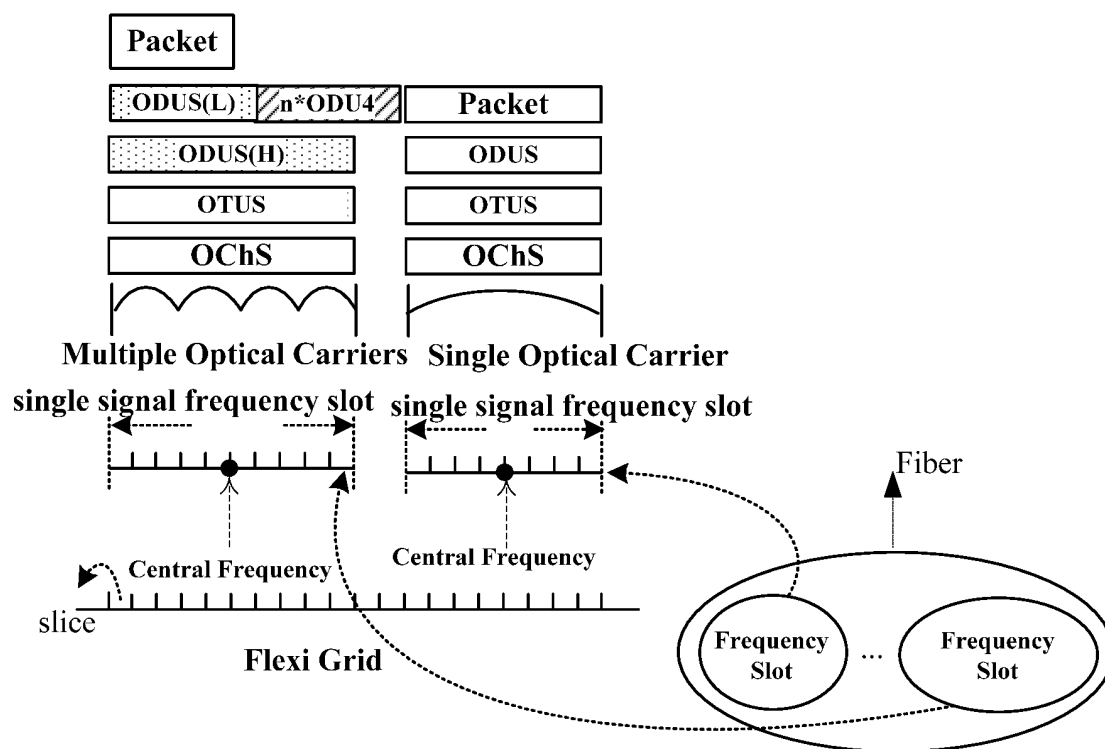 Packet
ODUS(L)
n*ODU4
Packet
ODUS(H)
ODUS
OTUS
OTUS
OChS
OChS
Multiple Optical Carriers
Single Optical Carrier
single signal frequency slot
single signal frequency slot
Fiber
Central Frequency
Central Frequency
slice
Flexi Grid
Frequency
Slot
...
Frequency
Slot